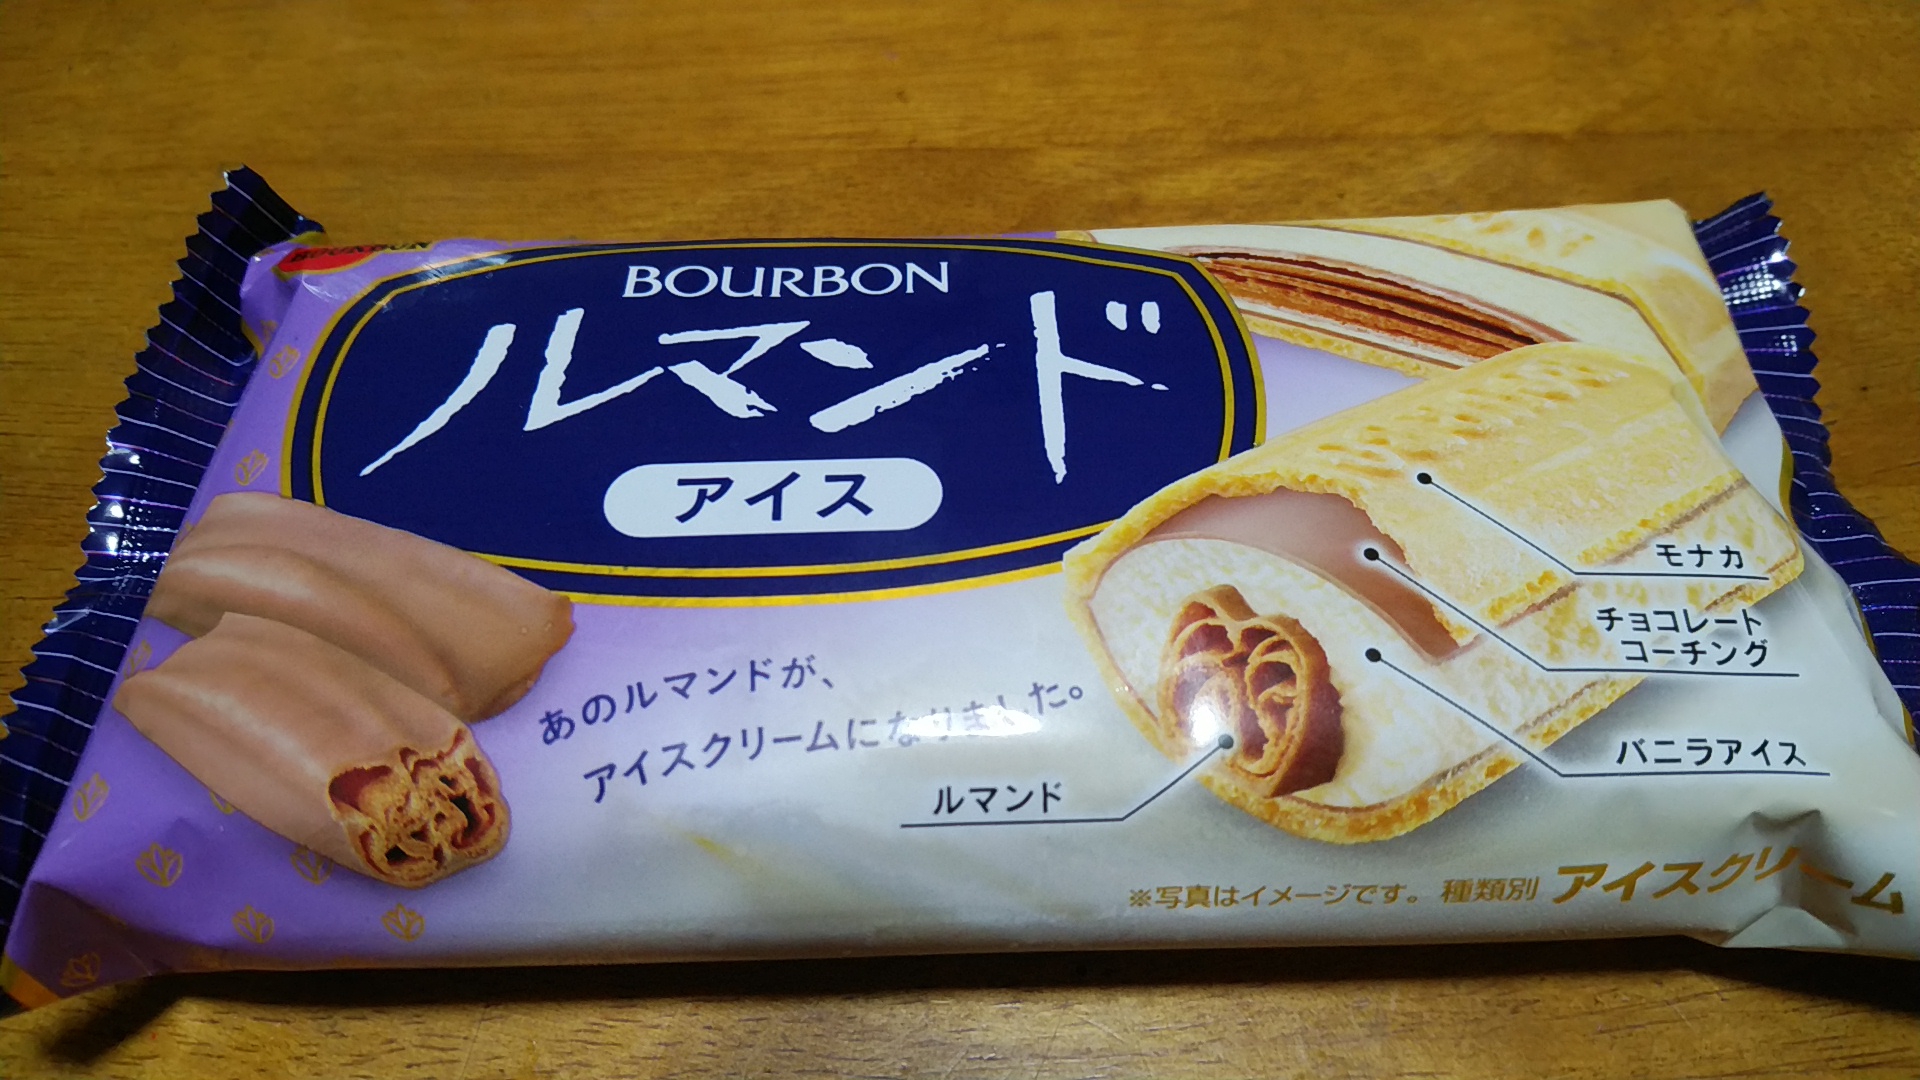 BOURBON
BOURBON
ルマンド
アイス
あのルマンドが、
アイスクリームになりました。
モナカ
チョコレート
コーチング
バニラアイス
ルマンド
※写真はイメージです。 種類別 アイスクリーム